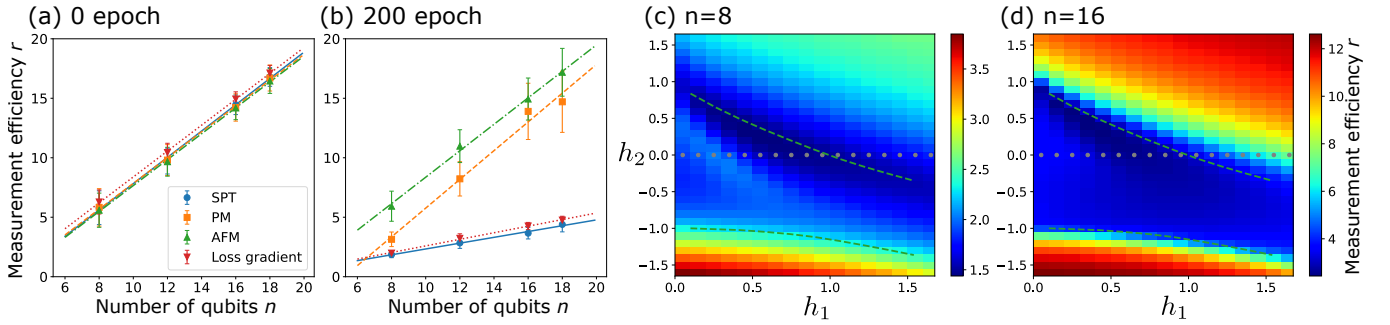 (a) 0 epoch
Measurement efficiency r
20
15
10
5
0
6 8 10 12 14 16 18 20
Number of qubits n
SPT
PM
AFM
Loss gradient
(b) 200 epoch
20
15
10
5
0
6 8 10 12 14 16 18 20
Number of qubits n
(c) n=8
h₂
1.5
1.0
0.5
0.0
−0.5
−1.0
−1.5
0.0 0.5 1.0 1.5
h₁
3.5
3.0
2.5
2.0
1.5
(d) n=16
1.5
1.0
0.5
0.0
−0.5
−1.0
−1.5
0.0 0.5 1.0 1.5
h₁
12
10
8
6
4
Measurement efficiency r